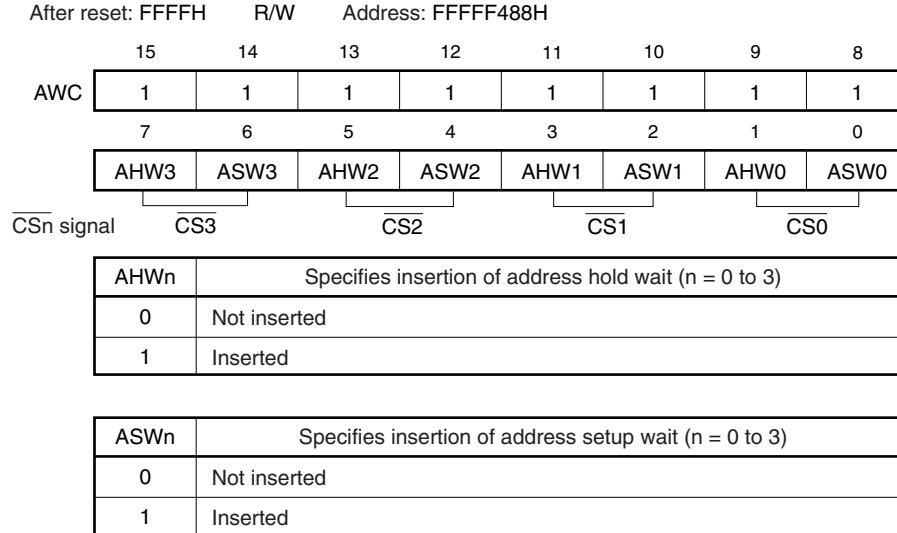 After reset: FFFFH R/W Address: FFFFF488H
15 14 13 12 11 10 9 8
AWC 1 1 1 1 1 1 1 1
7 6 5 4 3 2 1 0
AHW3 ASW3 AHW2 ASW2 AHW1 ASW1 AHW0 ASW0
CSn signal CS3 CS2 CS1 CS0
AHWn Specifies insertion of address hold wait (n = 0 to 3)
0 Not inserted
1 Inserted
ASWn Specifies insertion of address setup wait (n = 0 to 3)
0 Not inserted
1 Inserted